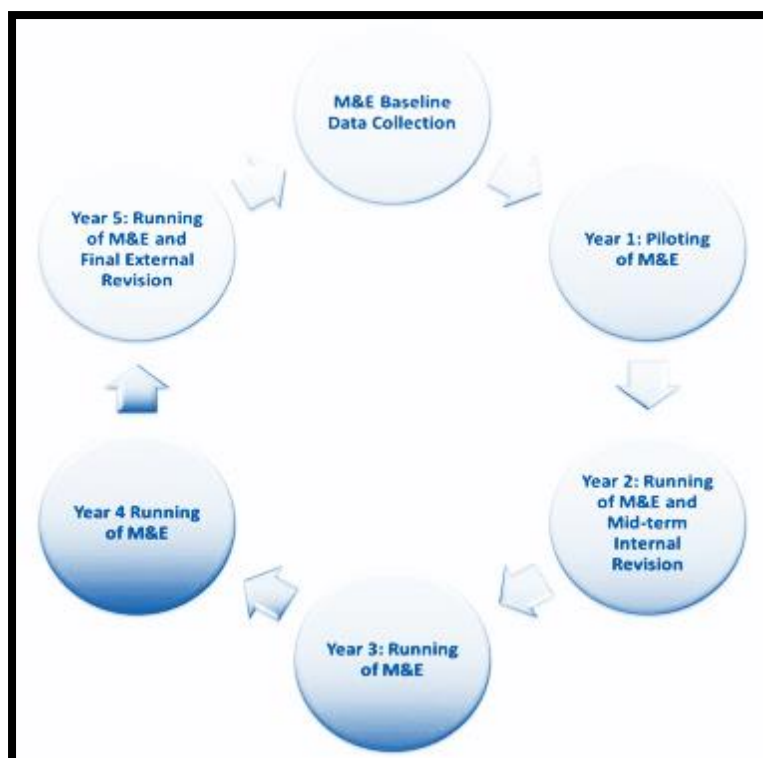 M&E Baseline
Data Collection
Year 1: Piloting
of M&E
Year 2: Running
of M&E and
Mid-term
Internal
Revision
Year 3: Running
of M&E
Year 4 Running
of M&E
Year 5: Running
of M&E and
Final External
Revision